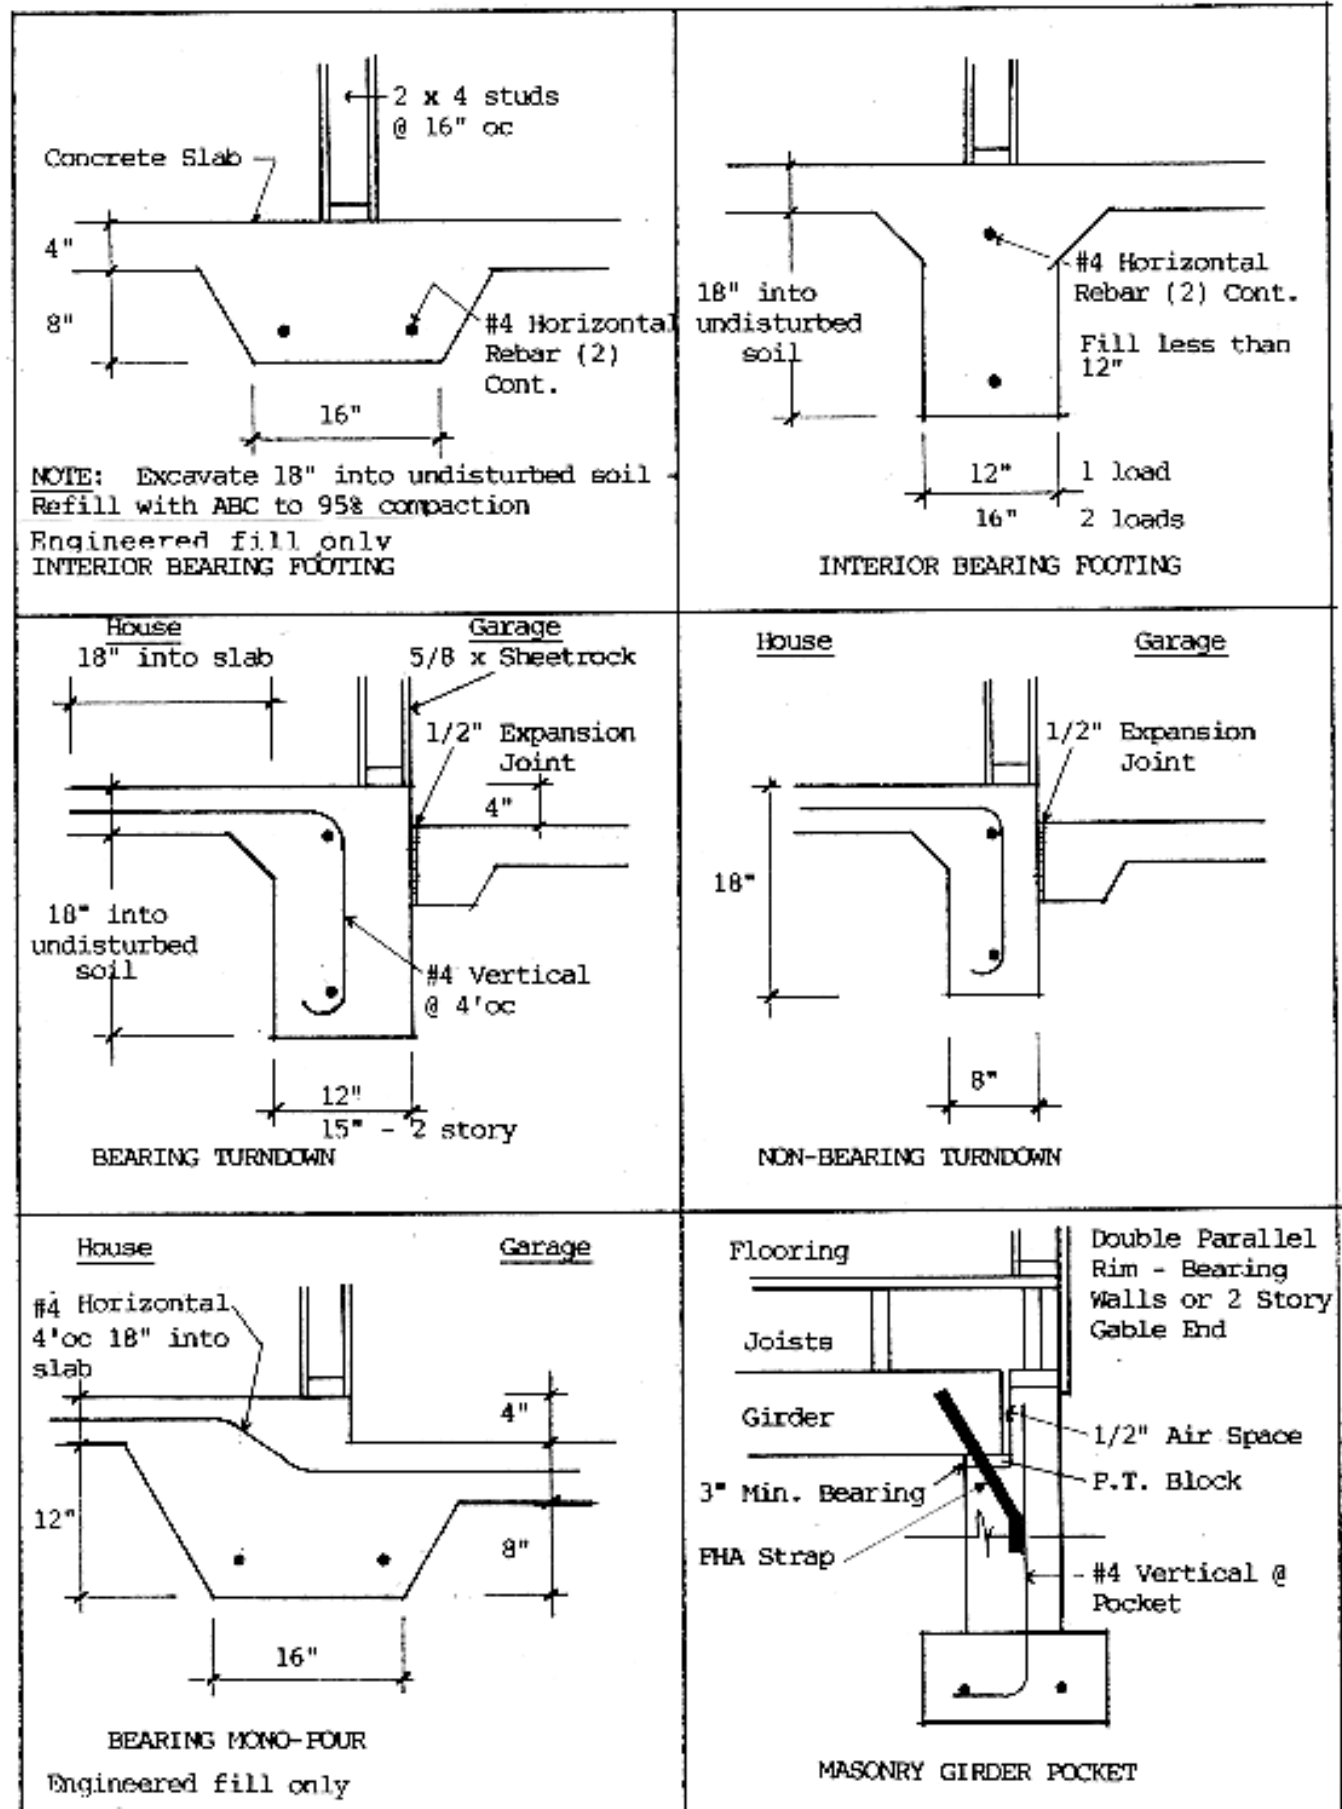 2 x 4 studs
@ 16" oc
Concrete Slab
4"
8"
#4 Horizontal
Rebar (2)
Cont.
16"
NOTE: Excavate 18" into undisturbed soil -
Refill with ABC to 95% compaction
Engineered fill only
INTERIOR BEARING FOOTING
18" into
undisturbed
soil
#4 Horizontal
Rebar (2) Cont.
Fill less than
12"
12" 1 load
16" 2 loads
INTERIOR BEARING FOOTING
House
18" into slab
Garage
5/8 x Sheetrock
1/2" Expansion
Joint
4"
18" into
undisturbed
soil
#4 Vertical
@ 4'oc
12"
15" - 2 story
BEARING TURNDOWN
House
Garage
1/2" Expansion
Joint
18"
8"
NON-BEARING TURNDOWN
House
Garage
#4 Horizontal
4'oc 18" into
slab
4"
12"
8"
16"
BEARING MONO-POUR
Engineered fill only
Flooring
Double Parallel
Rim - Bearing
Walls or 2 Story
Gable End
Joists
Girder
1/2" Air Space
P.T. Block
3" Min. Bearing
FHA Strap
#4 Vertical @
Pocket
MASONRY GIRDER POCKET